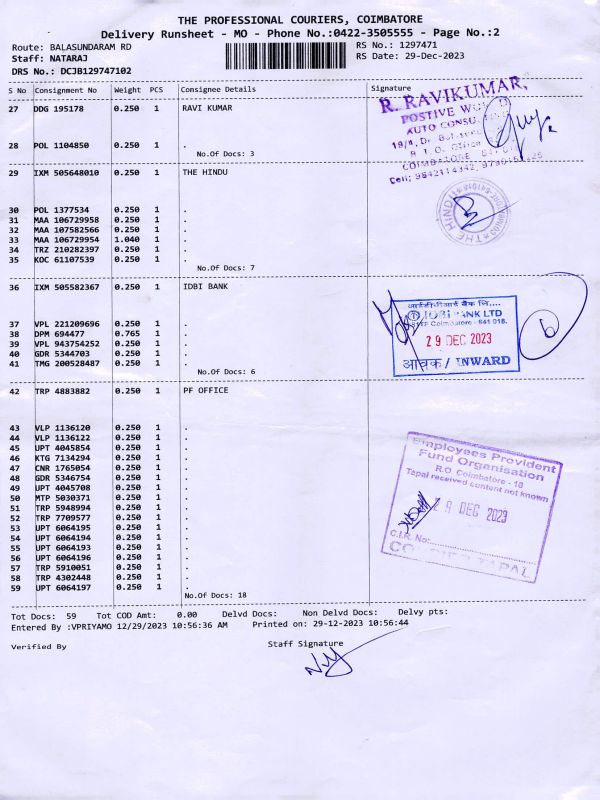 THE PROFESSIONAL COURIERS, COIMBATORE
Delivery Runsheet - MO - Phone No.:0422-3505555 - Page No.:2
Route: BALASUNDARAM RD
RS No.: 1297471
Staff: NATARAJ
RS Date: 29-Dec-2023
DRS No.: DCJB129747102
S No Consignment No Weight PCS Consignee Details Signature
27 DDG 195178 0.250 1 RAVI KUMAR
R. RAVIKUMAR,
POSTIVE
AUTO CONSU
COIMBATORE
Cell: 9842114342,
28 POL 1104850 0.250 1 .
No.Of Docs: 3
29 IXM 505648010 0.250 1 THE HINDU
THE HINDU
30 POL 1377534 0.250 1 .
31 MAA 106729958 0.250 1 .
32 MAA 107582566 0.250 1 .
33 MAA 106729954 1.040 1 .
34 TRZ 210282397 0.250 1 .
35 KOC 61107539 0.250 1 .
No.Of Docs: 7
36 IXM 505582367 0.250 1 IDBI BANK
आईडीबीआई बैंक लि....
IDBI BANK LTD
Coimbatore - 641 018.
29 DEC 2023
आवक / INWARD
6
37 VPL 221209696 0.250 1 .
38 DPM 694477 0.765 1 .
39 VPL 943754252 0.250 1 .
40 GDR 5344703 0.250 1 .
41 TMG 200528487 0.250 1 .
No.Of Docs: 6
42 TRP 4883882 0.250 1 PF OFFICE
Employees Provident
Fund Organisation
R.O. Coimbatore - 18
Tapal received content not known
29 DEC 2023
C.I.R. No:
COURIER TAPAL
43 VLP 1136120 0.250 1 .
44 VLP 1136122 0.250 1 .
45 UPT 4045854 0.250 1 .
46 KTG 7134294 0.250 1 .
47 CNR 1765054 0.250 1 .
48 GDR 5346754 0.250 1 .
49 UPT 4045708 0.250 1 .
50 MTP 5030371 0.250 1 .
51 TRP 5948994 0.250 1 .
52 TRP 7709577 0.250 1 .
53 UPT 6064195 0.250 1 .
54 UPT 6064194 0.250 1 .
55 UPT 6064193 0.250 1 .
56 UPT 6064196 0.250 1 .
57 TRP 5910051 0.250 1 .
58 TRP 4302448 0.250 1 .
59 UPT 6064197 0.250 1 .
No.Of Docs: 18
Tot Docs: 59 Tot COD Amt: 0.00 Delvd Docs: Non Delvd Docs: Delvy pts:
Entered By :VPRIYAMO 12/29/2023 10:56:36 AM Printed on: 29-12-2023 10:56:44
Verified By
Staff Signature